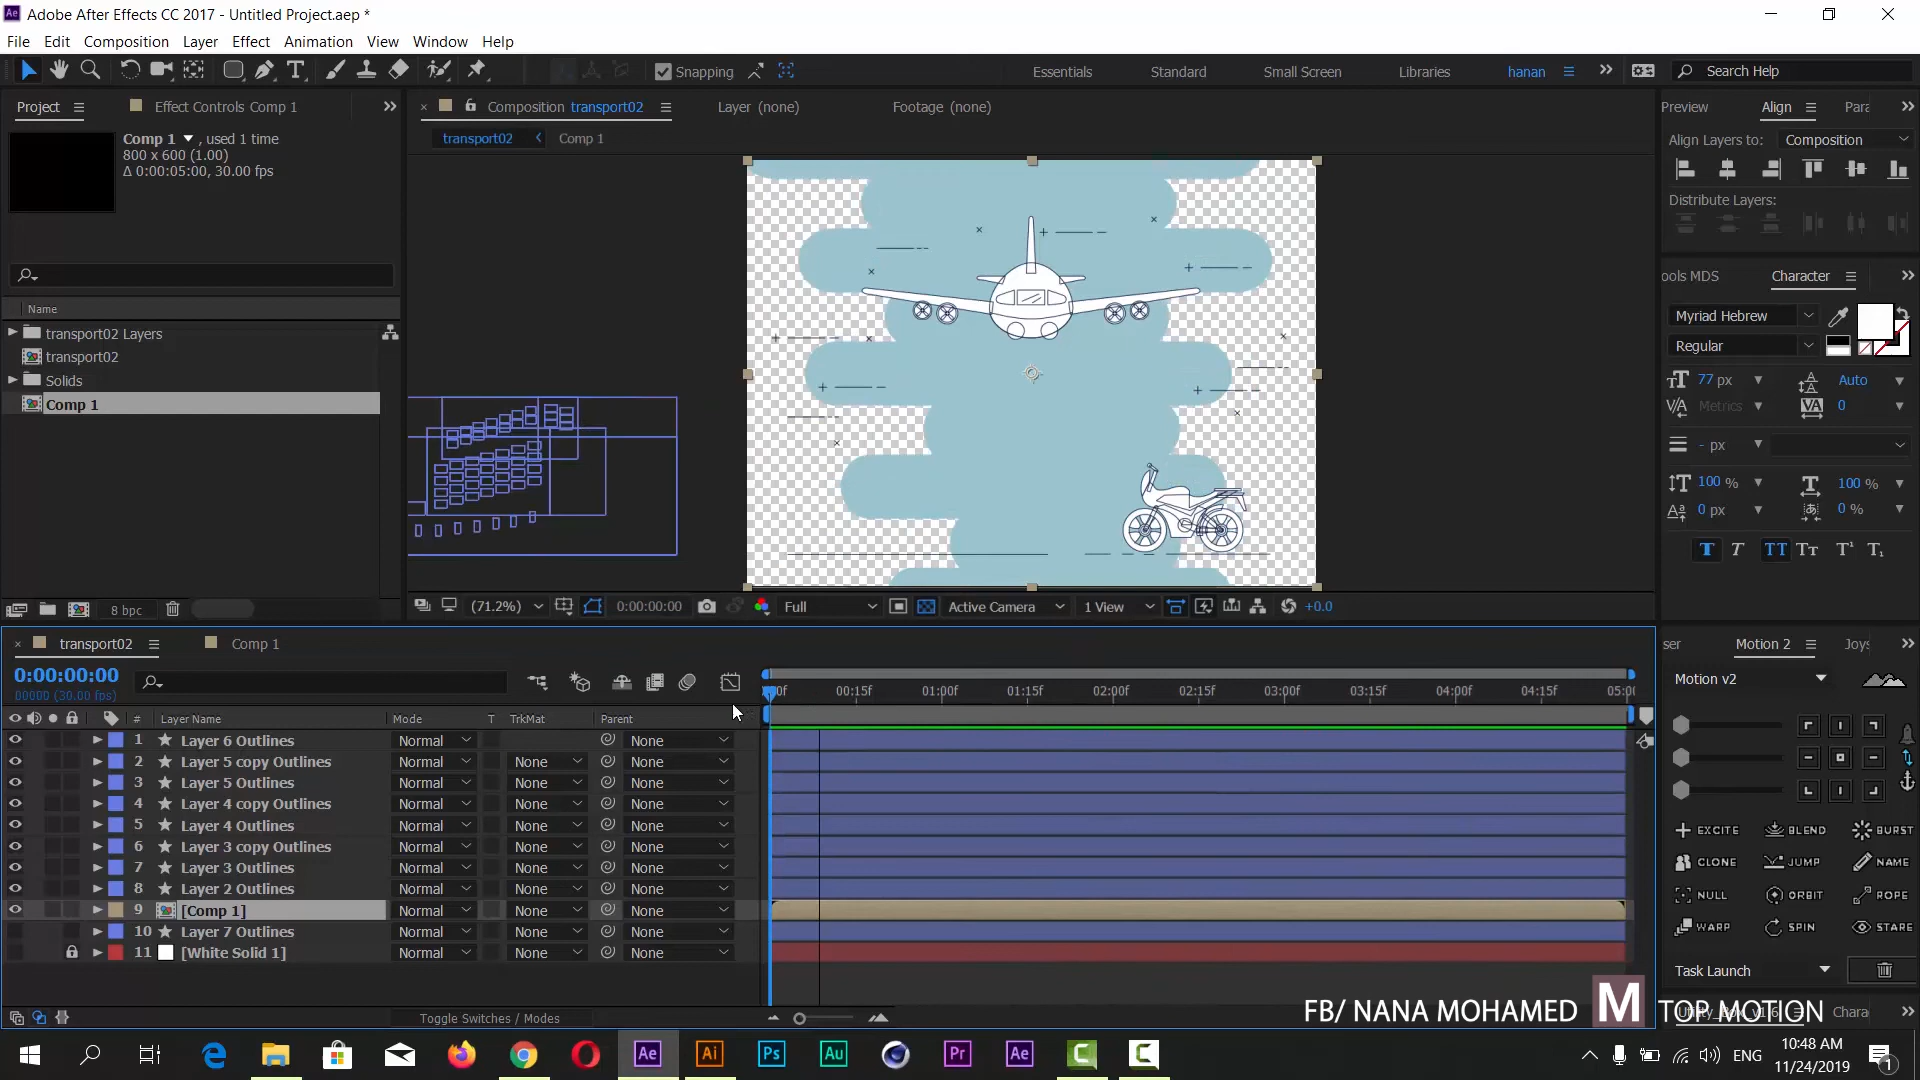 Adobe After Effects CC 2017 - Untitled Project.aep *
File Edit Composition Layer Effect Animation View Window Help
Snapping Essentials Standard Small Screen Libraries hanan Search Help
Project Effect Controls Comp 1 Composition transport02 Layer (none) Footage (none) Preview Align Para
Comp 1 , used 1 time
800 x 600 (1.00)
Δ 0:00:05:00, 30.00 fps
transport02 Comp 1
Align Layers to: Composition
Distribute Layers:
Name
transport02 Layers
transport02
Solids
Comp 1
ools MDS Character
Myriad Hebrew
Regular
77 px Auto
Metrics 0
- px
100 % 100 %
0 px 0 %
8 bpc
(71.2%) 0:00:00:00 Full Active Camera 1 View +0.0
transport02 Comp 1
0:00:00:00
00000 (30.00 fps)
:00f 00:15f 01:00f 01:15f 02:00f 02:15f 03:00f 03:15f 04:00f 04:15f 05:00
# Layer Name Mode T TrkMat Parent
1 Layer 6 Outlines Normal None
2 Layer 5 copy Outlines Normal None None
3 Layer 5 Outlines Normal None None
4 Layer 4 copy Outlines Normal None None
5 Layer 4 Outlines Normal None None
6 Layer 3 copy Outlines Normal None None
7 Layer 3 Outlines Normal None None
8 Layer 2 Outlines Normal None None
9 [Comp 1] Normal None None
10 Layer 7 Outlines Normal None None
11 [White Solid 1] Normal None None
Toggle Switches / Modes
ser Motion 2 Joys
Motion v2
EXCITE BLEND BURST
CLONE JUMP NAME
NULL ORBIT ROPE
WARP SPIN STARE
Task Launch
Chara
FB/ NANA MOHAMED M TOP MOTION
Ae Ai Ps Au Pr Ae
ENG
10:48 AM
11/24/2019
1